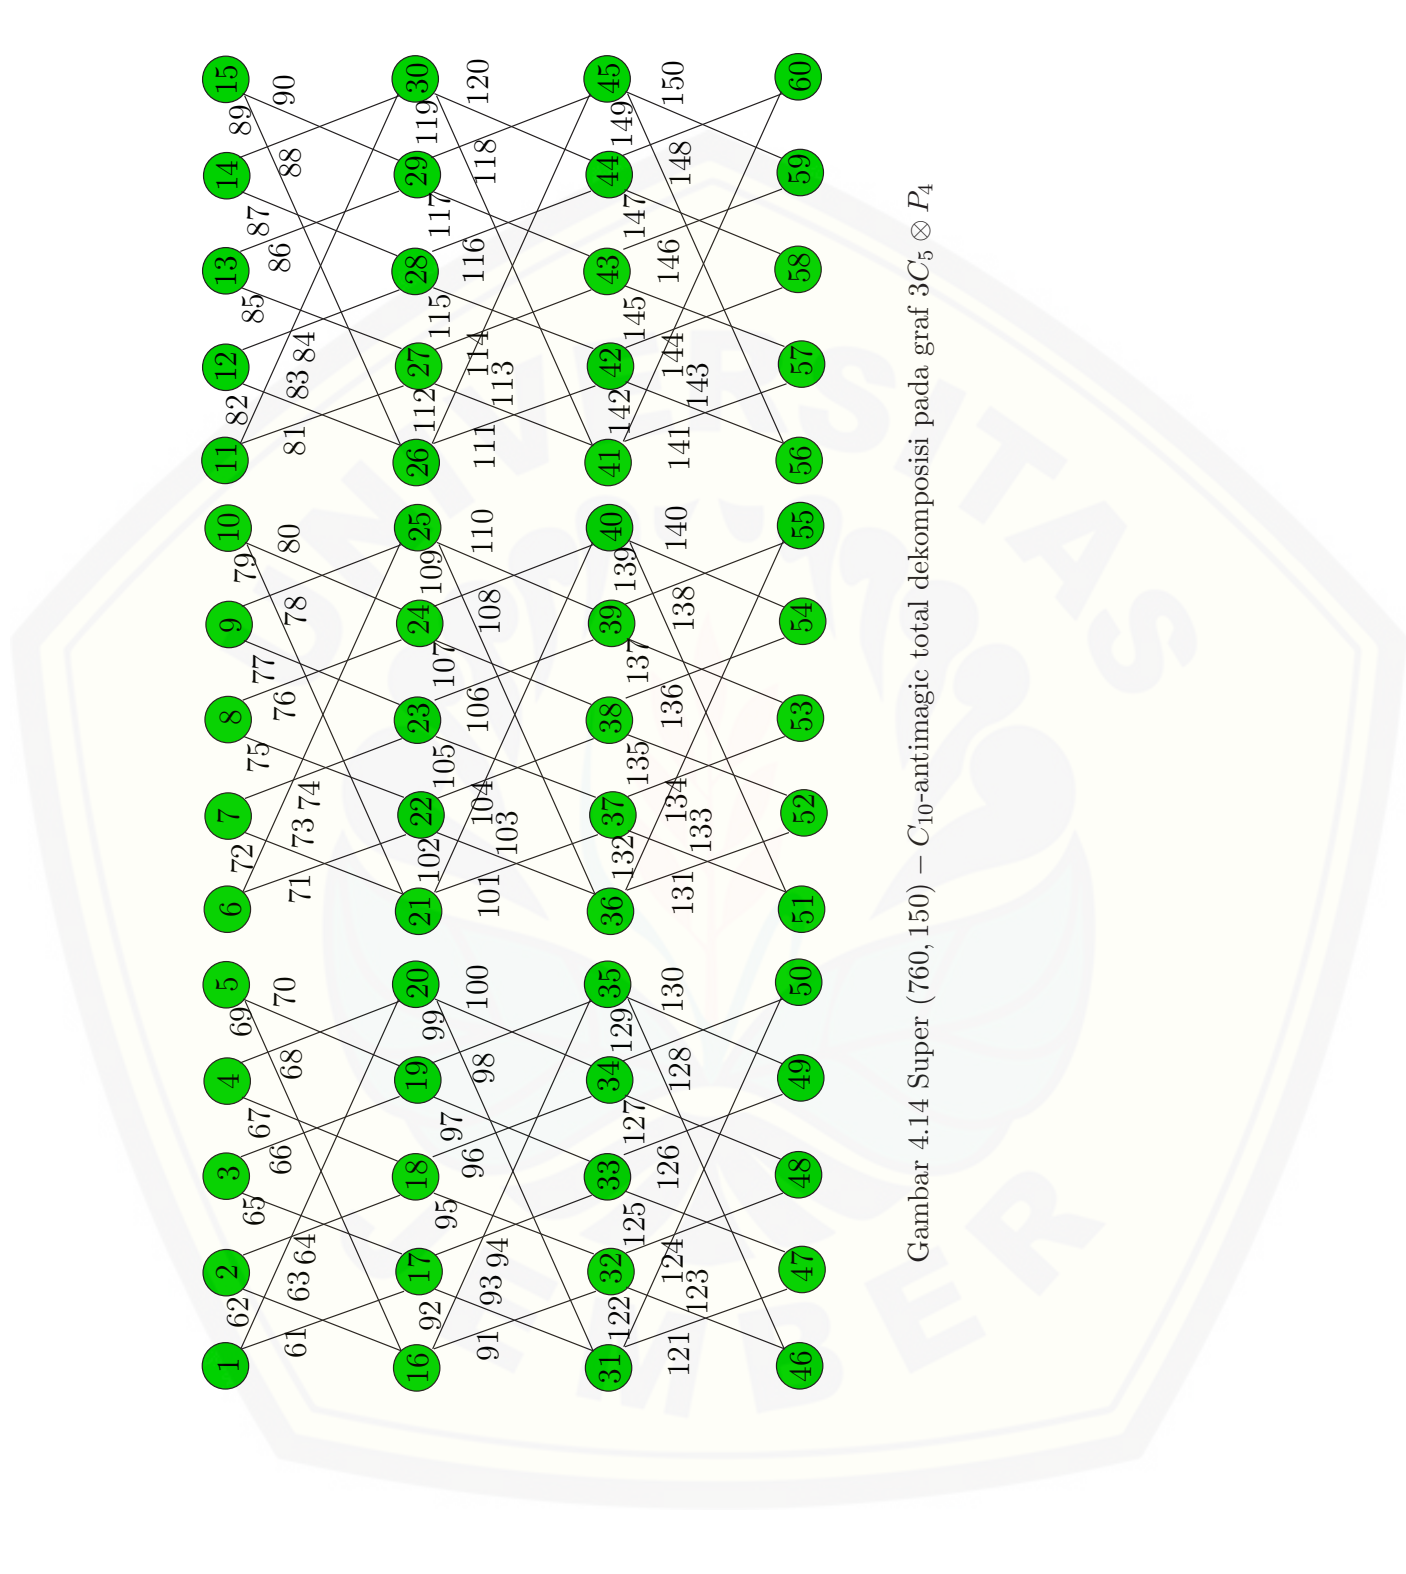 1 2 3 4 5 6 7 8 9 10 11 12 13 14 15
62 69 72 79 82 89
65 67 75 77 85 87
61 63 64 66 68 70 71 73 74 76 78 80 81 83 84 86 88 90
16 17 18 19 20 21 22 23 24 25 26 27 28 29 30
92 99 102 109 112 119
95 97 105 107 115 117
91 93 94 96 98 100 101 103 104 106 108 110 111 113 114 116 118 120
31 32 33 34 35 36 37 38 39 40 41 42 43 44 45
122 129 132 139 142 149
125 127 135 137 145 147
121 123 124 126 128 130 131 133 134 136 138 140 141 143 144 146 148 150
46 47 48 49 50 51 52 53 54 55 56 57 58 59 60
Gambar 4.14 Super (760, 150) − C₁₀-antimagic total dekomposisi pada graf 3C₅ ⊗ P₄
UNIVERSITAS
JEMBER